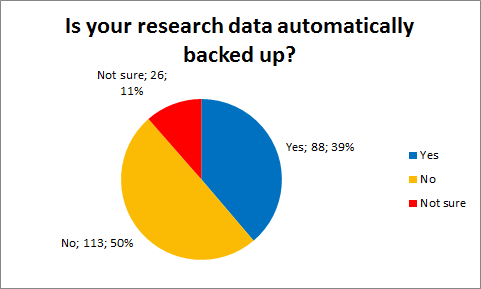 Is your research data automatically
backed up?
Not sure; 26;
11%
Yes; 88; 39%
No; 113; 50%
Yes
No
Not sure